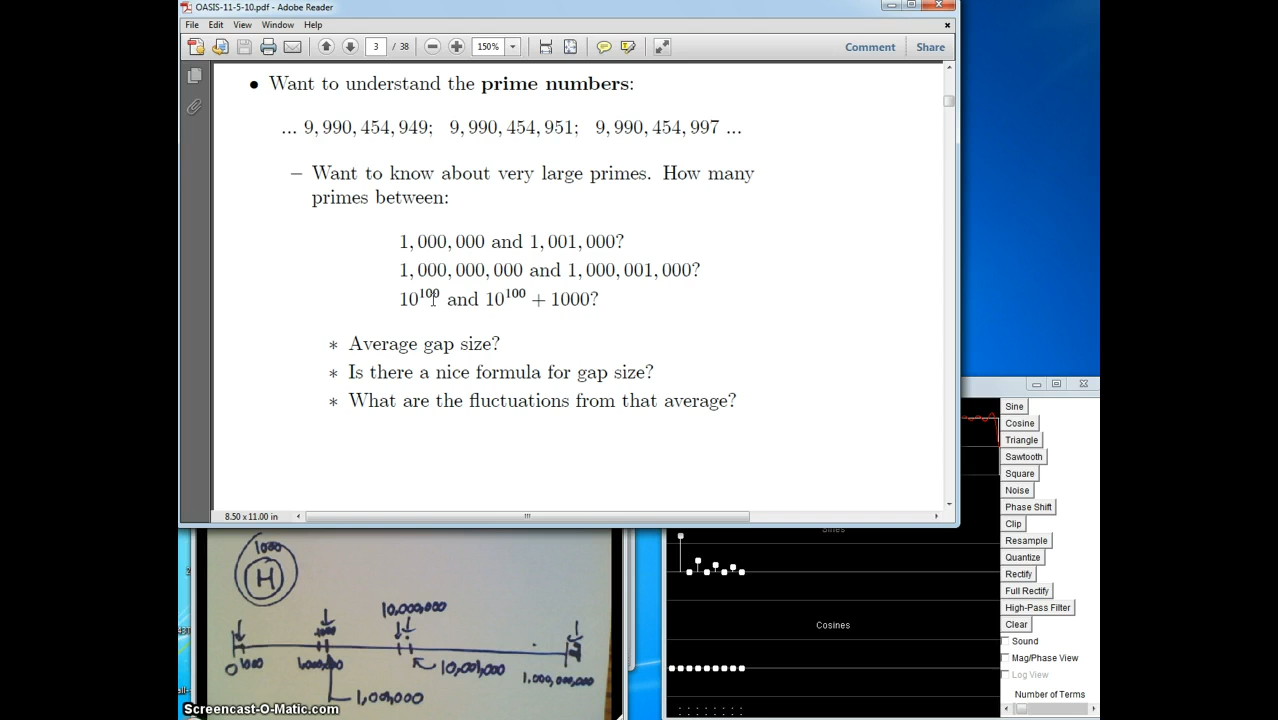 OASIS-11-5-10.pdf - Adobe Reader
File Edit View Window Help
3 / 38 150% Comment Share
• Want to understand the prime numbers:
... 9,990,454,949; 9,990,454,951; 9,990,454,997 ...
– Want to know about very large primes. How many
primes between:
1,000,000 and 1,001,000?
1,000,000,000 and 1,000,001,000?
10^100 and 10^100 + 1000?
* Average gap size?
* Is there a nice formula for gap size?
* What are the fluctuations from that average?
8.50 x 11.00 in
Sine
Cosine
Triangle
Sawtooth
Square
Noise
Phase Shift
Clip
Resample
Quantize
Rectify
Full Rectify
High-Pass Filter
Clear
Sound
Mag/Phase View
Log View
Number of Terms
Sines
Cosines
1000
H
10,000,000
0 1000
10,001,000
1,000,000,000
Screencast-O-Matic.com